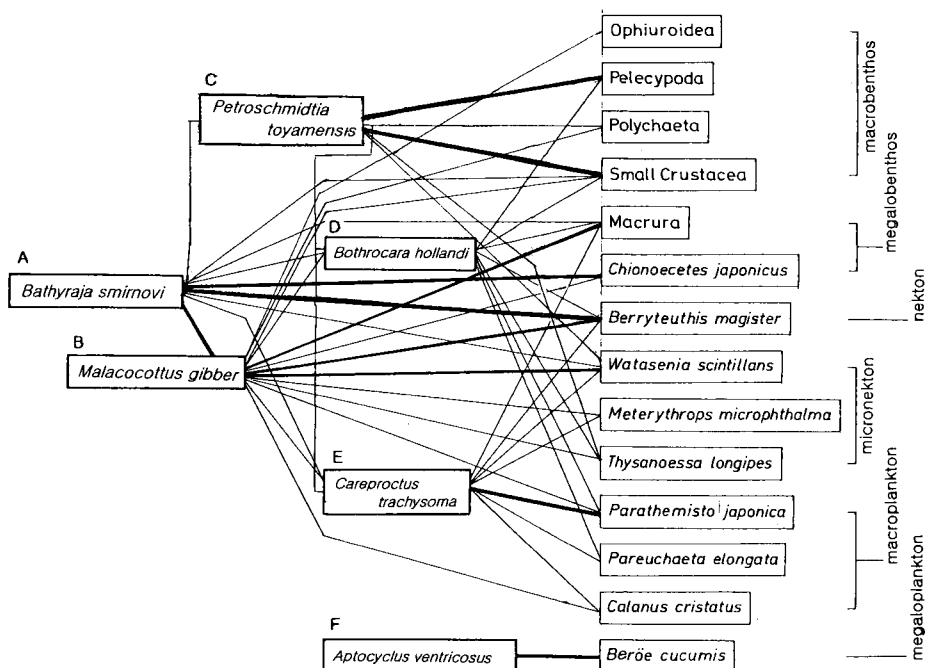 Ophiuroidea
C
Pelecypoda
Petroschmidtia
toyamensis
Polychaeta
macrobenthos
Small Crustacea
megalobenthos
Macrura
D
Bothrocara hollandi
A
Chionoecetes japonicus
Bathyraja smirnovi
Berryteuthis magister
nekton
B
Malacocottus gibber
Watasenia scintillans
Meterythrops microphthalma
micronekton
E
Thysanoessa longipes
Careproctus
trachysoma
Parathemisto japonica
macroplankton
Pareuchaeta elongata
Calanus cristatus
megaloplankton
F
Aptocyclus ventricosus
Beröe cucumis